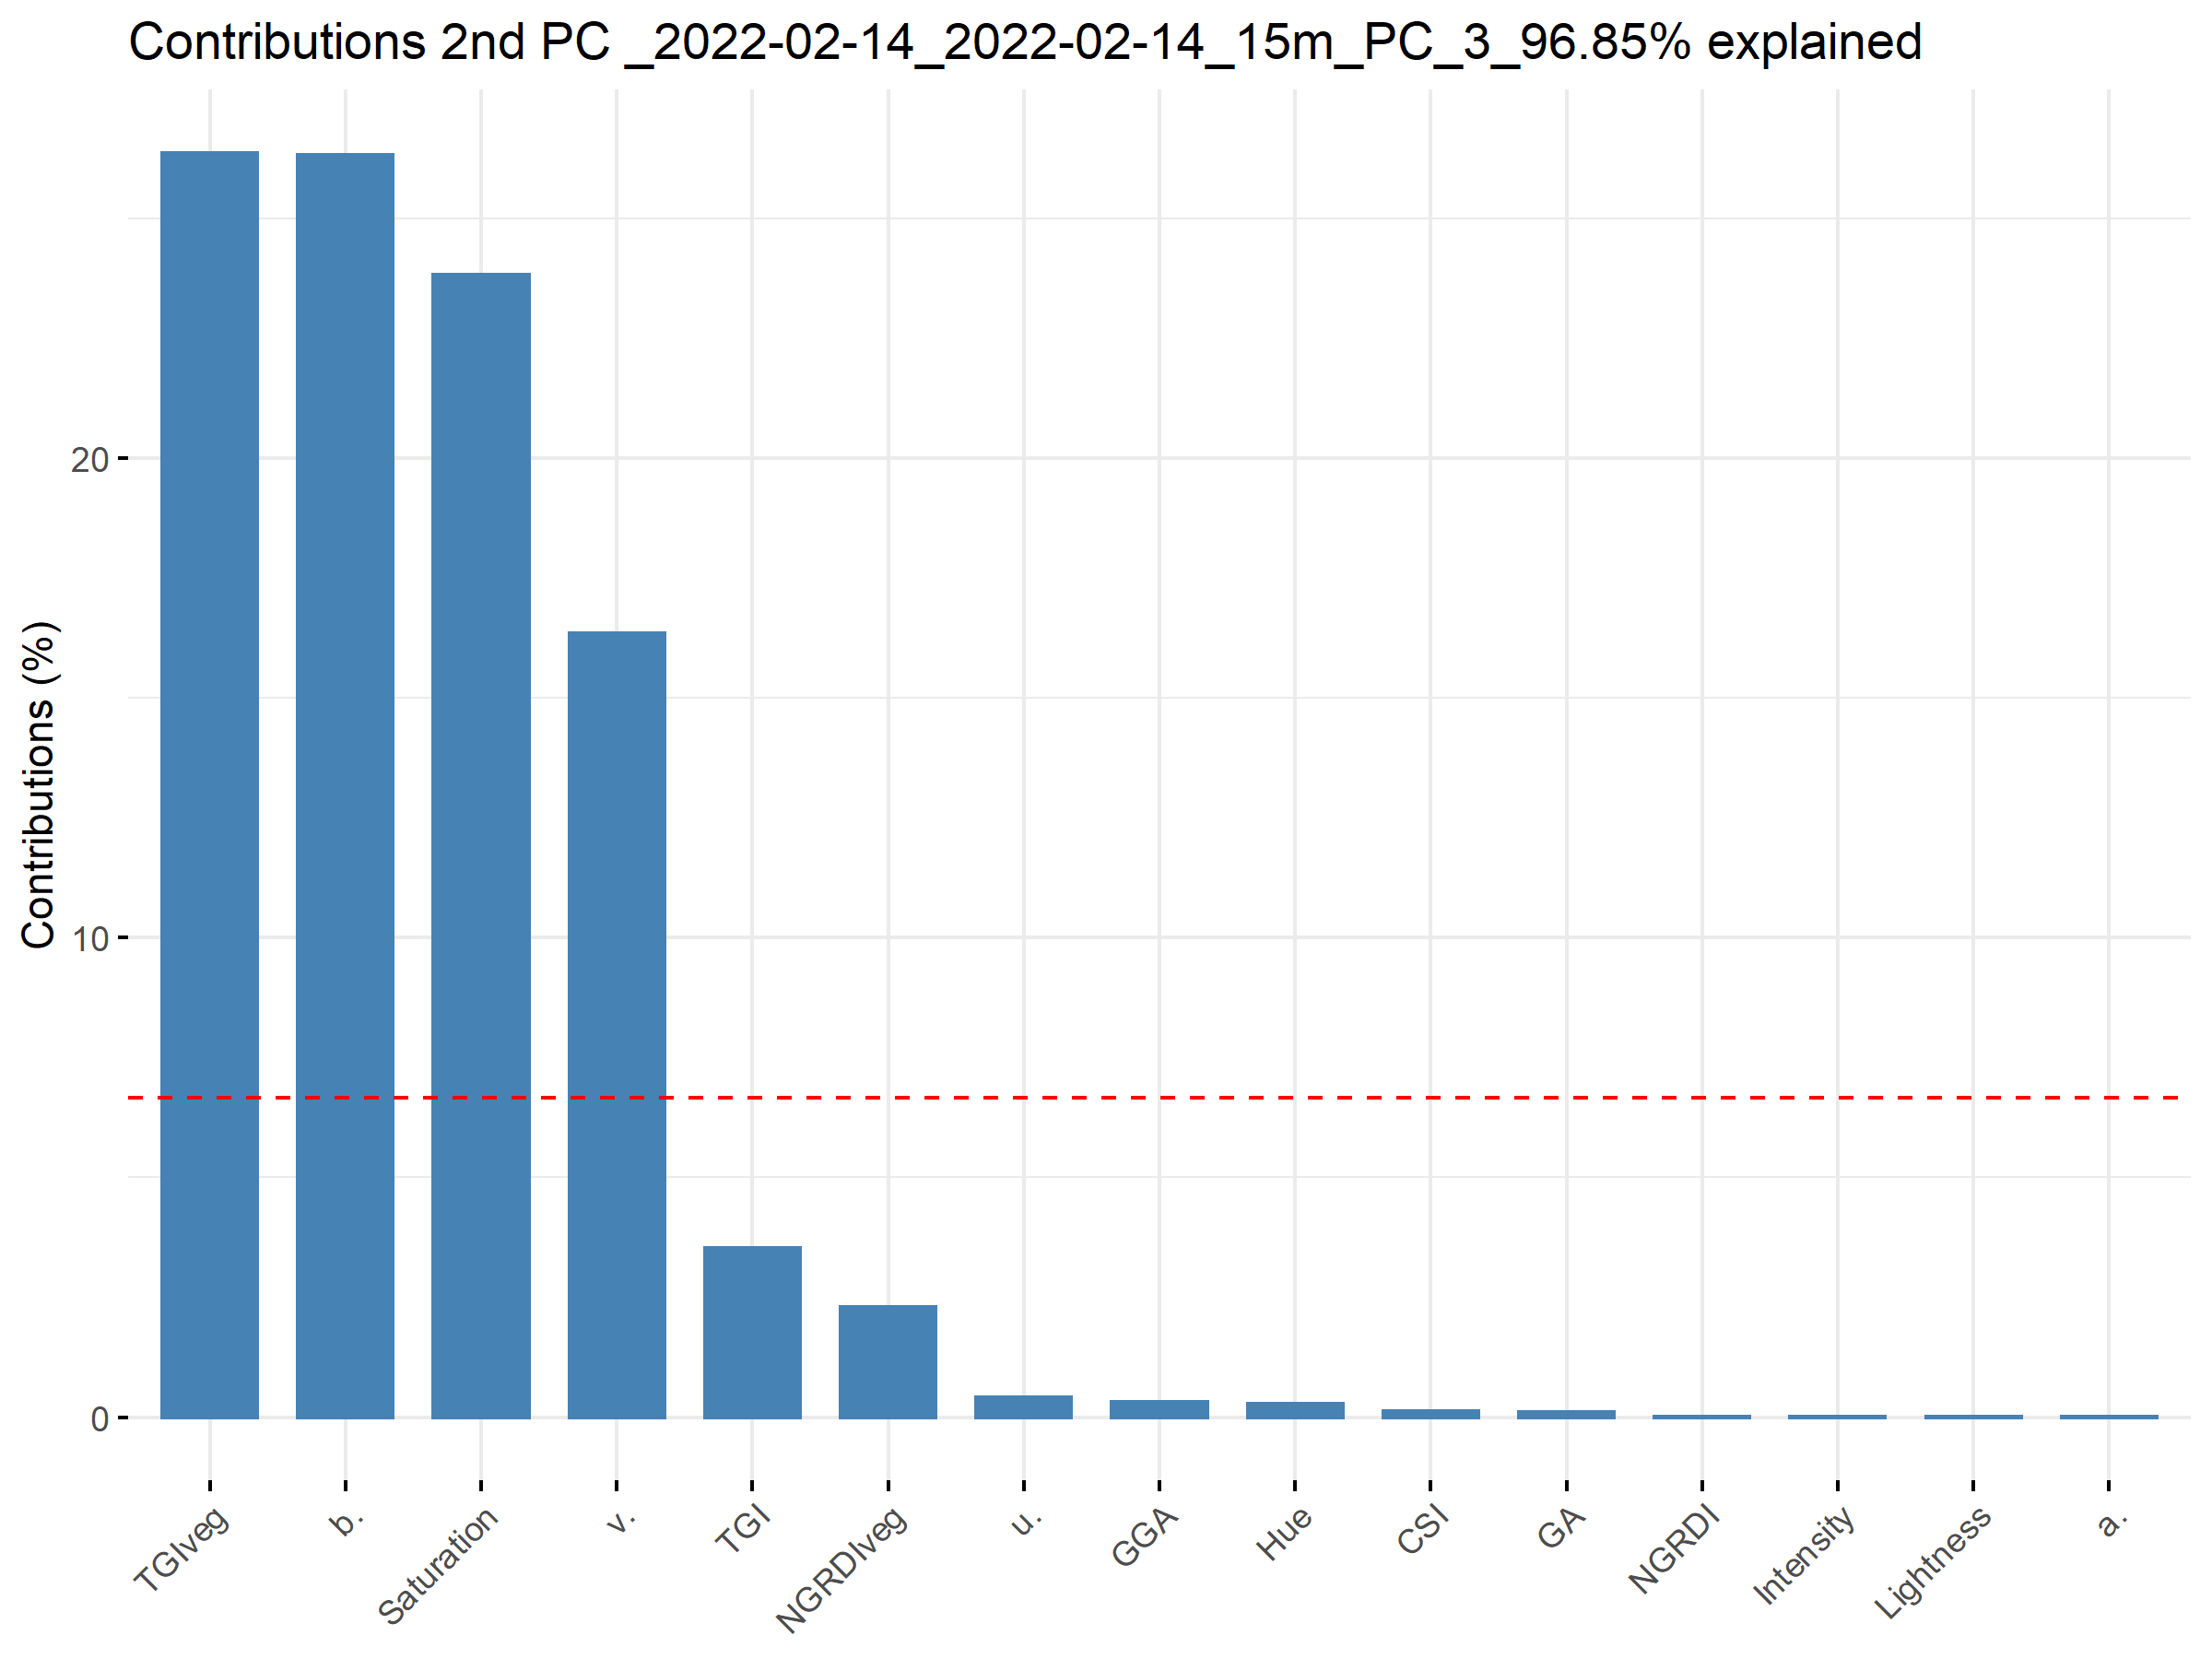 Contributions 2nd PC _2022-02-14_2022-02-14_15m_PC_3_96.85% explained
Contributions (%)
20
10
0
TGIveg
b.
Saturation
v.
TGI
NGRDIveg
u.
GGA
Hue
CSI
GA
NGRDI
Intensity
Lightness
a.